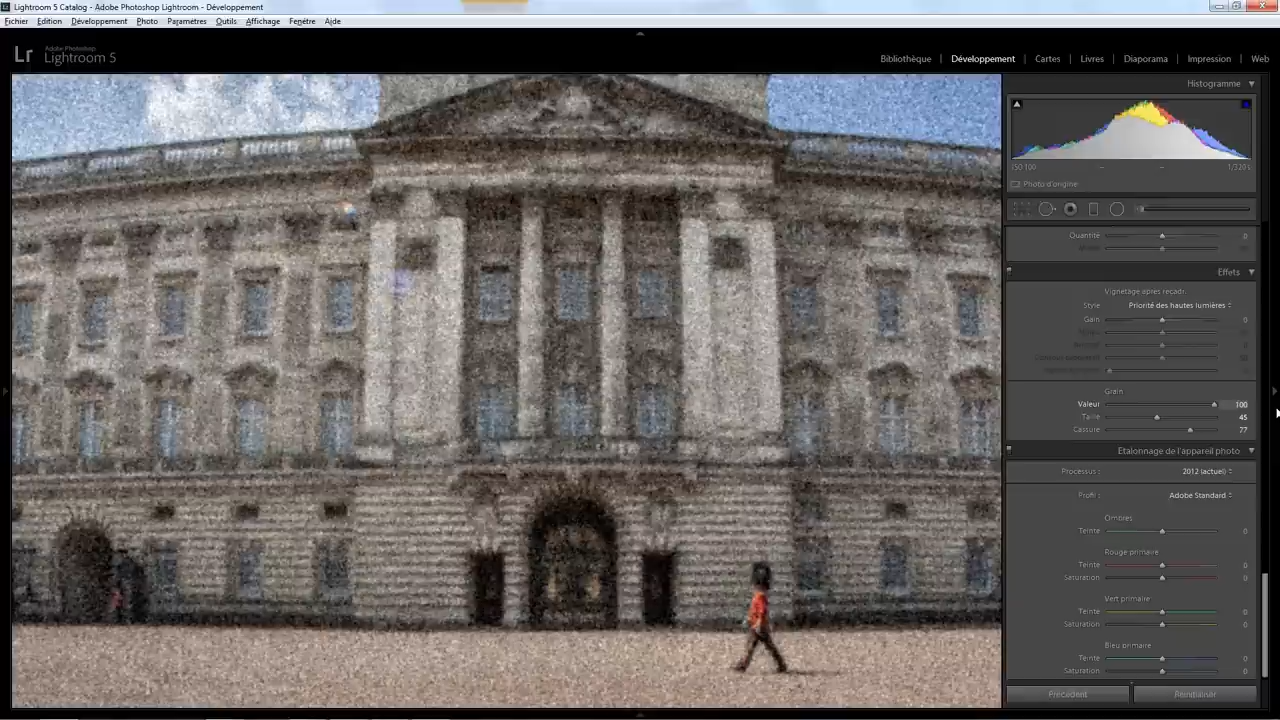 Lightroom 5 Catalog - Adobe Photoshop Lightroom - Développement
Fichier Edition Développement Photo Paramètres Outils Affichage Fenêtre Aide
Lr Adobe Photoshop
Lightroom 5
Bibliothèque | Développement | Cartes | Livres | Diaporama | Impression | Web
Histogramme
ISO 100 – – 1/320 s
Photo d'origine
Quantité 0
Effets
Vignetage après recadr.
Style Priorité des hautes lumières
Gain 0
Grain
Valeur 100
Taille 45
Cassure 77
Etalonnage de l'appareil photo
Processus : 2012 (actuel)
Profil : Adobe Standard
Ombres
Teinte 0
Rouge primaire
Teinte 0
Saturation 0
Vert primaire
Teinte 0
Saturation 0
Bleu primaire
Teinte 0
Saturation 0
Précédent Réinitialiser